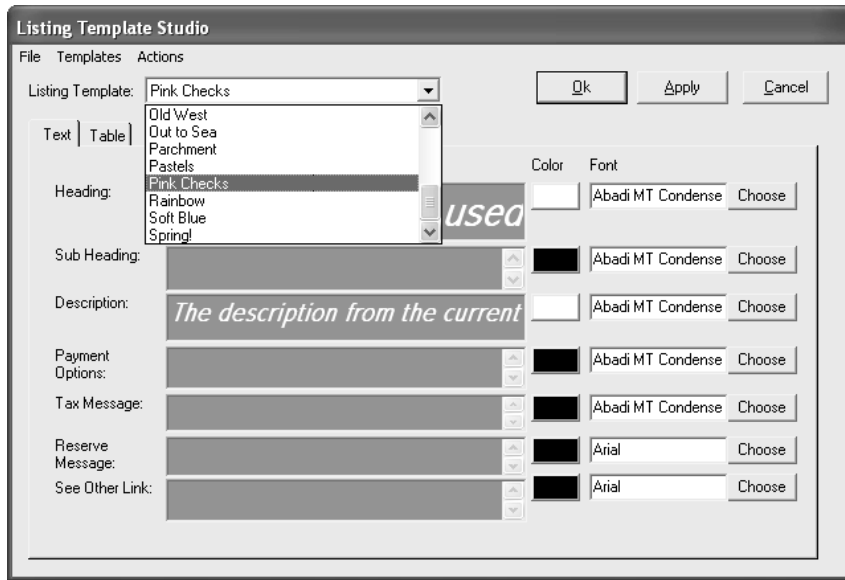 Listing Template Studio
File Templates Actions
Listing Template: Pink Checks Ok Apply Cancel
Old West
Text Table Out to Sea
Parchment
Pastels Color Font
Pink Checks
Heading: used Abadi MT Condense Choose
Rainbow
Soft Blue
Spring!
Sub Heading: Abadi MT Condense Choose
Description: The description from the current Abadi MT Condense Choose
Payment
Options: Abadi MT Condense Choose
Tax Message: Abadi MT Condense Choose
Reserve
Message: Arial Choose
See Other Link: Arial Choose